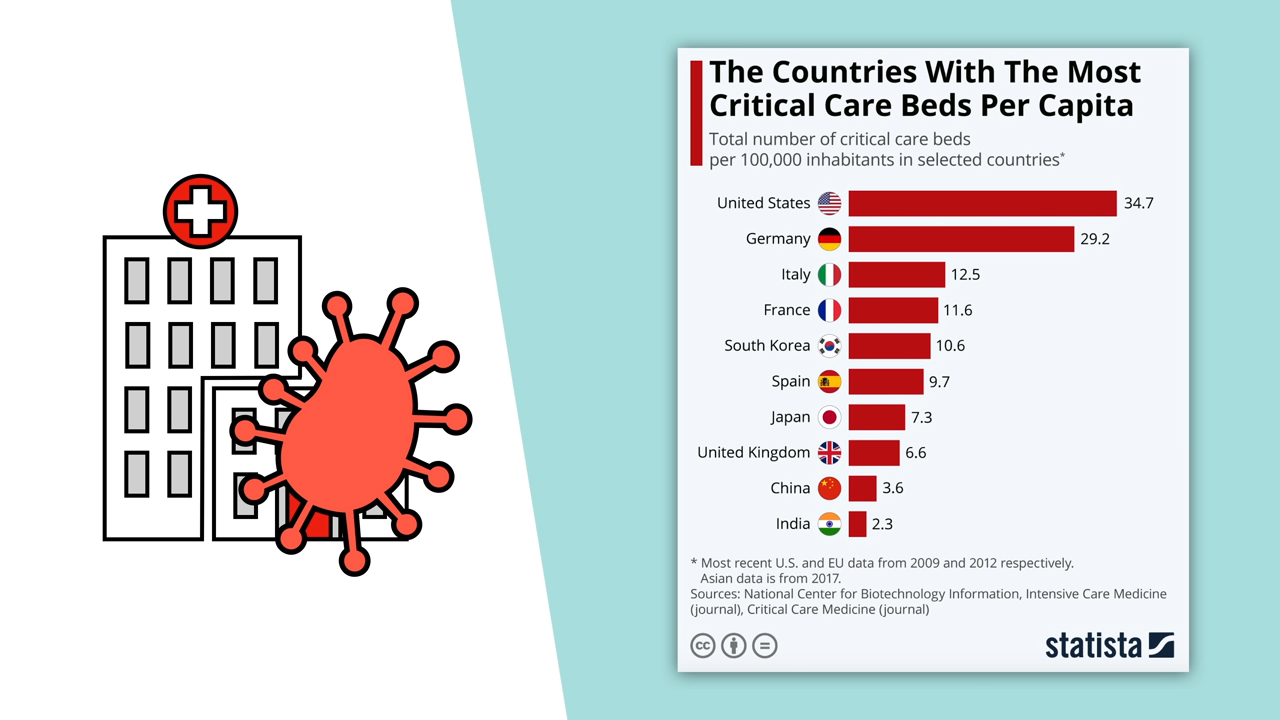 The Countries With The Most
Critical Care Beds Per Capita
Total number of critical care beds
per 100,000 inhabitants in selected countries*
United States 34.7
Germany 29.2
Italy 12.5
France 11.6
South Korea 10.6
Spain 9.7
Japan 7.3
United Kingdom 6.6
China 3.6
India 2.3
* Most recent U.S. and EU data from 2009 and 2012 respectively.
Asian data is from 2017.
Sources: National Center for Biotechnology Information, Intensive Care Medicine
(journal), Critical Care Medicine (journal)
cc
statista